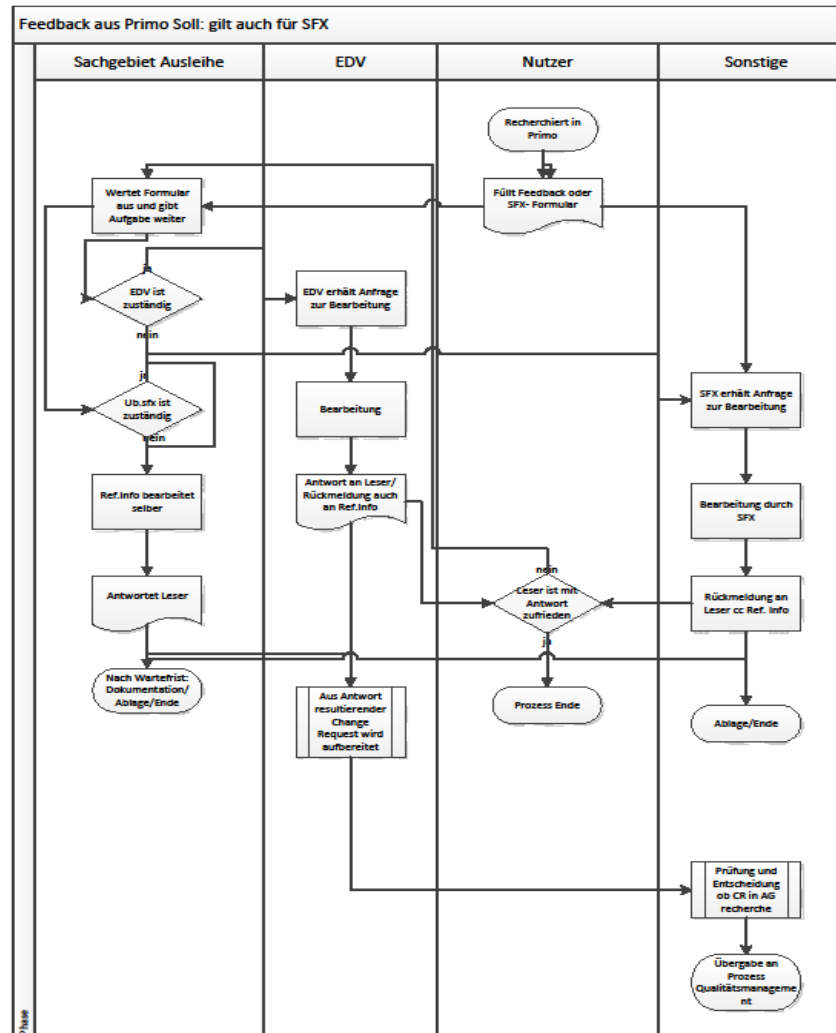 Feedback aus Primo Soll: gilt auch für SFX
Sachgebiet Ausleihe
EDV
Nutzer
Sonstige
Recherchiert in
Primo
Wertet Formular
aus und gibt
Aufgabe weiter
Füllt Feedback oder
SFX- Formular
ja
EDV ist
zuständig
nein
EDV erhält Anfrage
zur Bearbeitung
ja
Ub.sfx ist
zuständig
nein
Bearbeitung
SFX erhält Anfrage
zur Bearbeitung
Ref.Info bearbeitet
selber
Antwort an Leser/
Rückmeldung auch
an Ref.Info
Bearbeitung durch
SFX
Antwortet Leser
nein
Leser ist mit
Antwort
zufrieden
ja
Rückmeldung an
Leser cc Ref. Info
Nach Wartefrist:
Dokumentation/
Ablage/Ende
Aus Antwort
resultierender
Change
Request wird
aufbereitet
Prozess Ende
Ablage/Ende
Prüfung und
Entscheidung
ob CR in AG
recherche
Übergabe an
Prozess
Qualitätsmanageme
nt
Phase